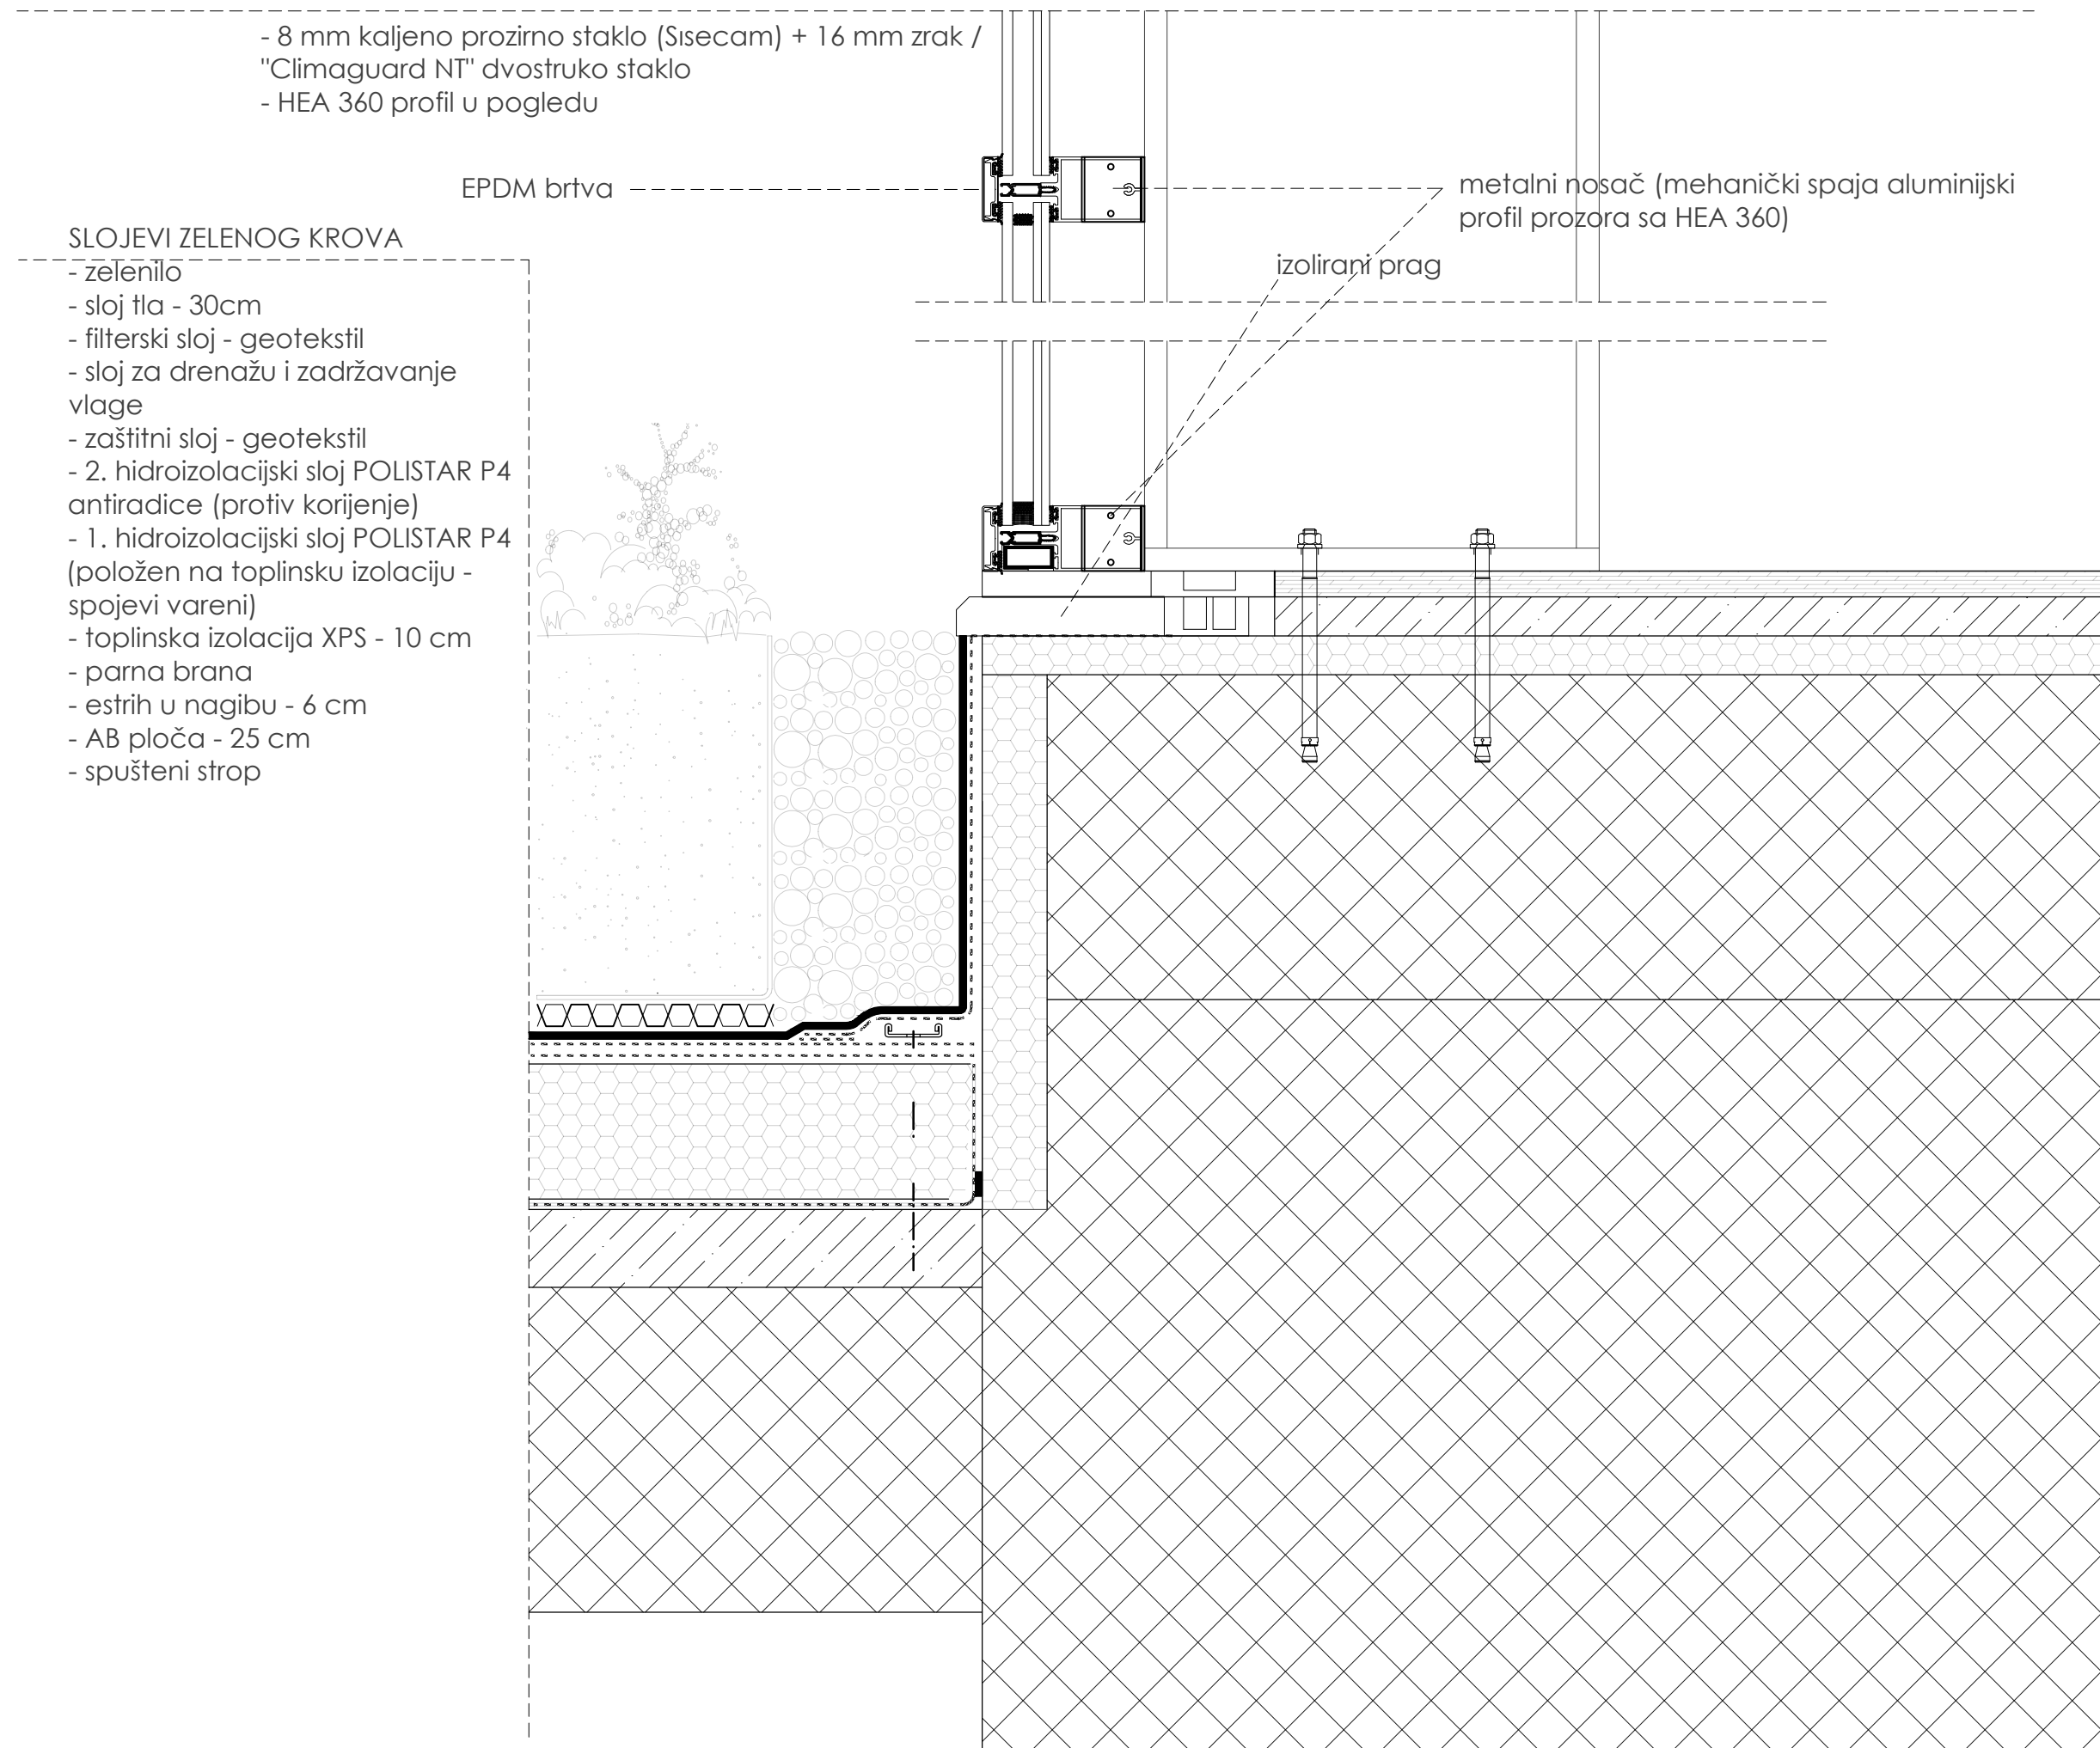 - 8 mm kaljeno prozirno staklo (Sısecam) + 16 mm zrak /
"Climaguard NT" dvostruko staklo
- HEA 360 profil u pogledu
EPDM brtva
metalni nosač (mehanički spaja aluminijski
profil prozora sa HEA 360)
izolirani prag
SLOJEVI ZELENOG KROVA
- zelenilo
- sloj tla - 30cm
- filterski sloj - geotekstil
- sloj za drenažu i zadržavanje
vlage
- zaštitni sloj - geotekstil
- 2. hidroizolacijski sloj POLISTAR P4
antiradice (protiv korijenje)
- 1. hidroizolacijski sloj POLISTAR P4
(položen na toplinsku izolaciju -
spojevi vareni)
- toplinska izolacija XPS - 10 cm
- parna brana
- estrih u nagibu - 6 cm
- AB ploča - 25 cm
- spušteni strop